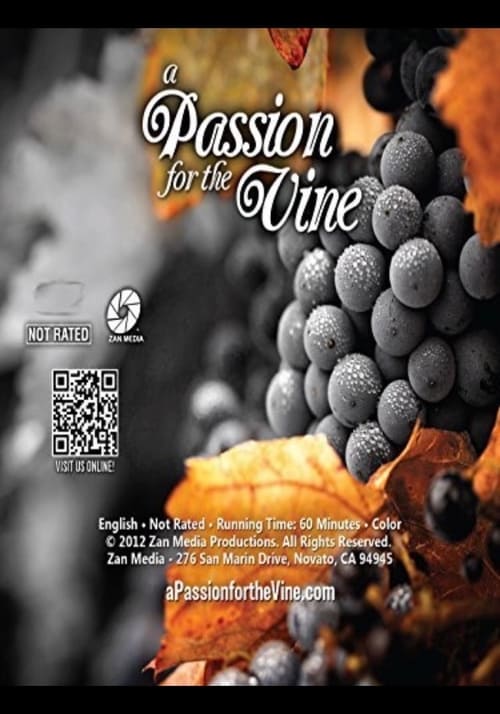 a
Passion
for the
Vine
NOT RATED
ZAN MEDIA
VISIT US ONLINE!
English • Not Rated • Running Time: 60 Minutes • Color
© 2012 Zan Media Productions. All Rights Reserved.
Zan Media - 276 San Marin Drive, Novato, CA 94945
aPassionfortheVine.com